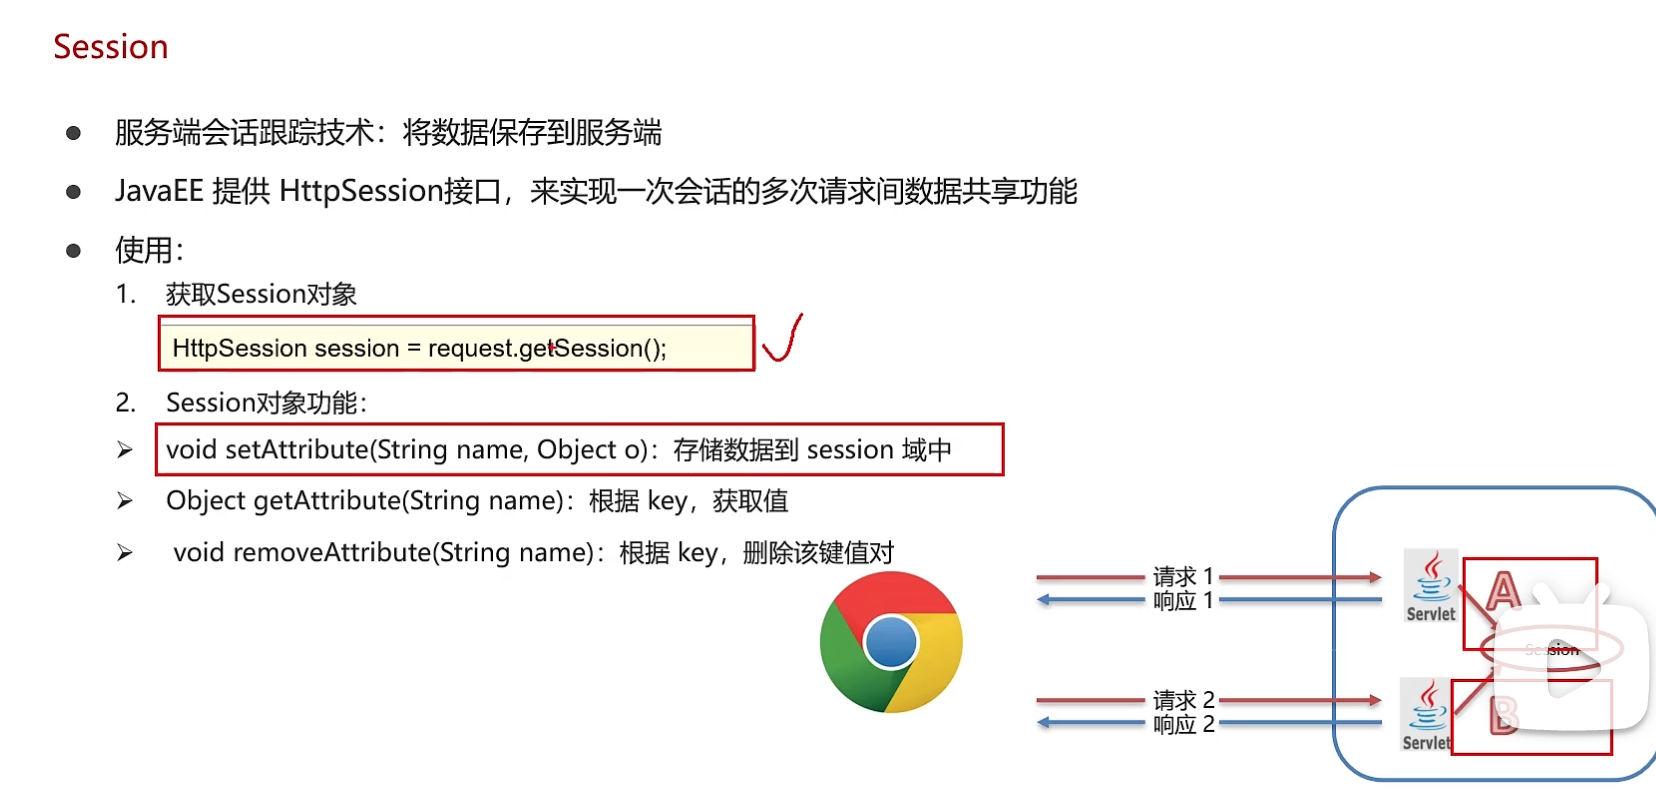 Session
● 服务端会话跟踪技术：将数据保存到服务端
● JavaEE 提供 HttpSession接口，来实现一次会话的多次请求间数据共享功能
● 使用：
1. 获取Session对象
HttpSession session = request.getSession();
2. Session对象功能：
➢ void setAttribute(String name, Object o)：存储数据到 session 域中
➢ Object getAttribute(String name)：根据 key，获取值
➢ void removeAttribute(String name)：根据 key，删除该键值对
请求 1
响应 1
Servlet
A
Session
请求 2
响应 2
Servlet
B